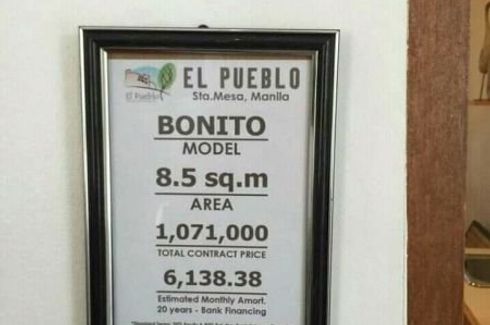 EL PUEBLO
El Pueblo
Sta.Mesa, Manila
BONITO
MODEL
8.5 sq.m
AREA
1,071,000
TOTAL CONTRACT PRICE
6,138.38
Estimated Monthly Amort.
20 years - Bank Financing